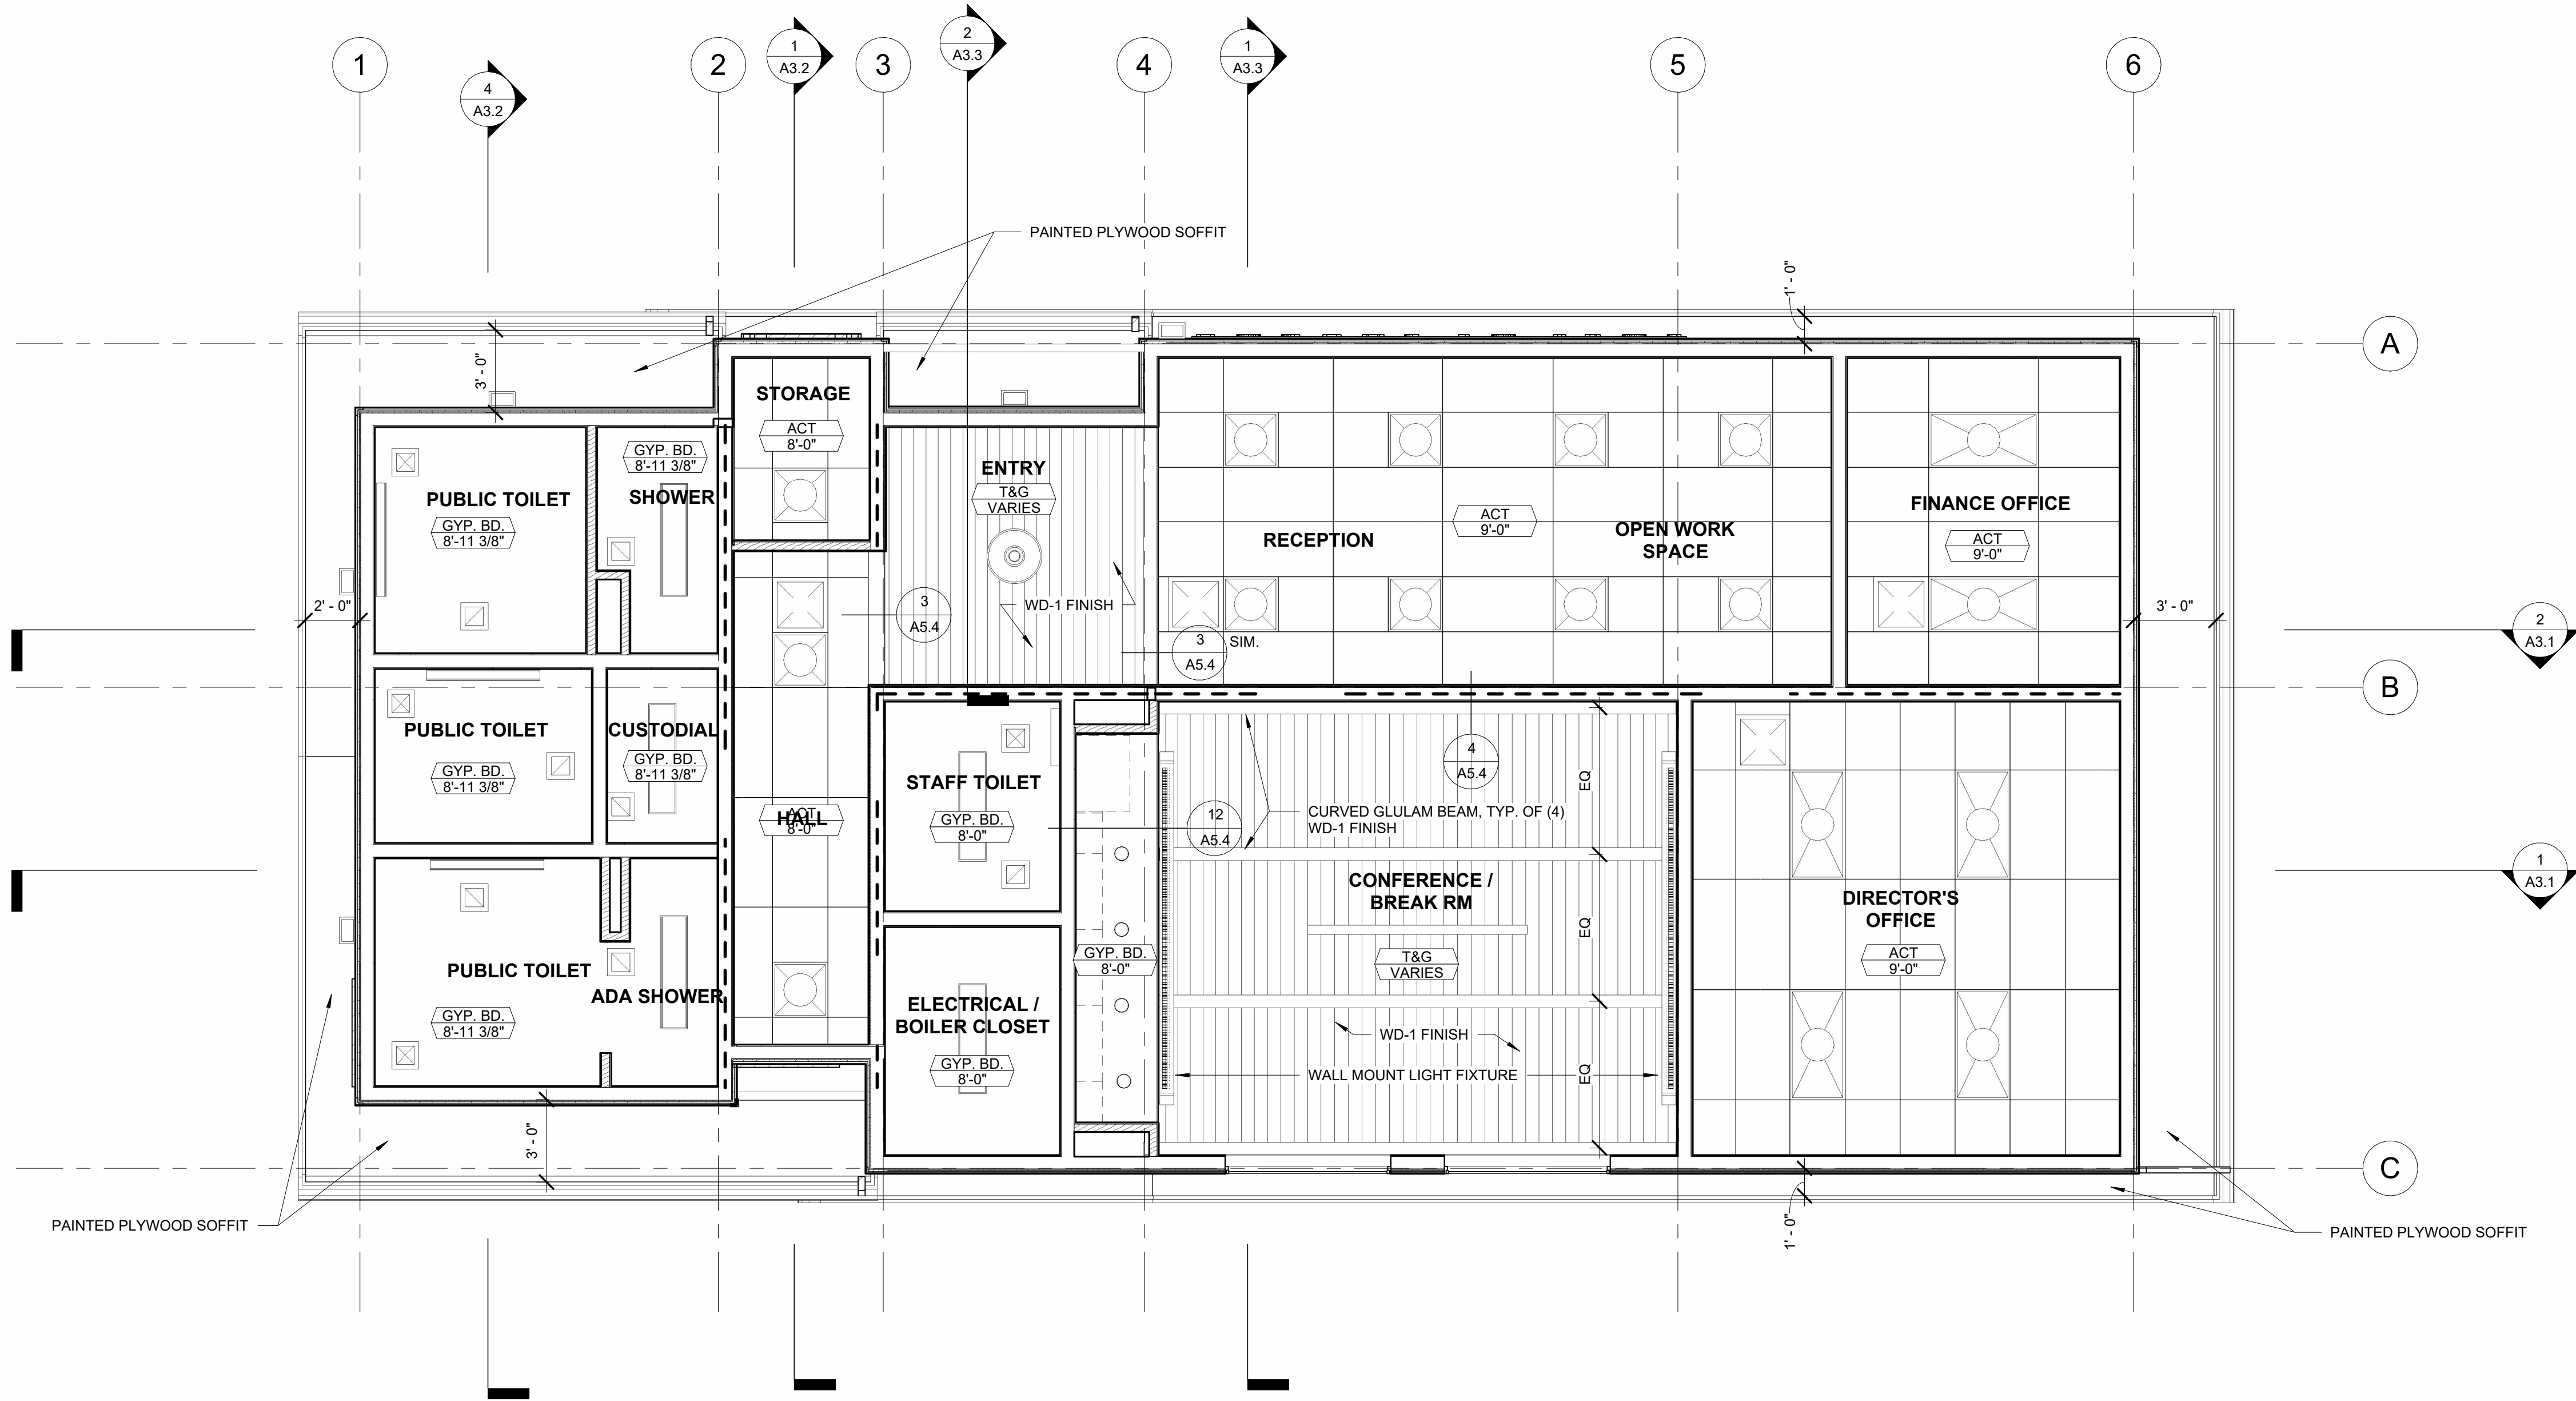 1
2
3
4
5
6
4
A3.2
1
A3.2
2
A3.3
1
A3.3
PAINTED PLYWOOD SOFFIT
1' - 0"
3' - 0"
A
STORAGE
ACT
8'-0"
GYP. BD.
8'-11 3/8"
SHOWER
PUBLIC TOILET
GYP. BD.
8'-11 3/8"
ENTRY
T&G
VARIES
WD-1 FINISH
RECEPTION
ACT
9'-0"
OPEN WORK
SPACE
FINANCE OFFICE
ACT
9'-0"
2' - 0"
3' - 0"
3
A5.4
3
A5.4
SIM.
2
A3.1
B
PUBLIC TOILET
GYP. BD.
8'-11 3/8"
CUSTODIAL
GYP. BD.
8'-11 3/8"
HALL
ACT
8'-0"
STAFF TOILET
GYP. BD.
8'-0"
4
A5.4
12
A5.4
EQ
CURVED GLULAM BEAM, TYP. OF (4)
WD-1 FINISH
1
A3.1
CONFERENCE /
BREAK RM
T&G
VARIES
EQ
DIRECTOR'S
OFFICE
ACT
9'-0"
GYP. BD.
8'-0"
PUBLIC TOILET
ADA SHOWER
GYP. BD.
8'-11 3/8"
ELECTRICAL /
BOILER CLOSET
GYP. BD.
8'-0"
WD-1 FINISH
WALL MOUNT LIGHT FIXTURE
EQ
3' - 0"
C
PAINTED PLYWOOD SOFFIT
1' - 0"
PAINTED PLYWOOD SOFFIT